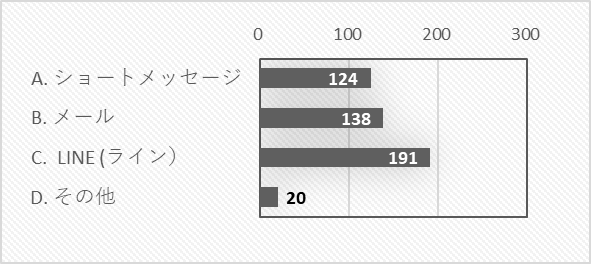 0 100 200 300
A. ショートメッセージ 124
B. メール 138
C. LINE (ライン） 191
D. その他 20